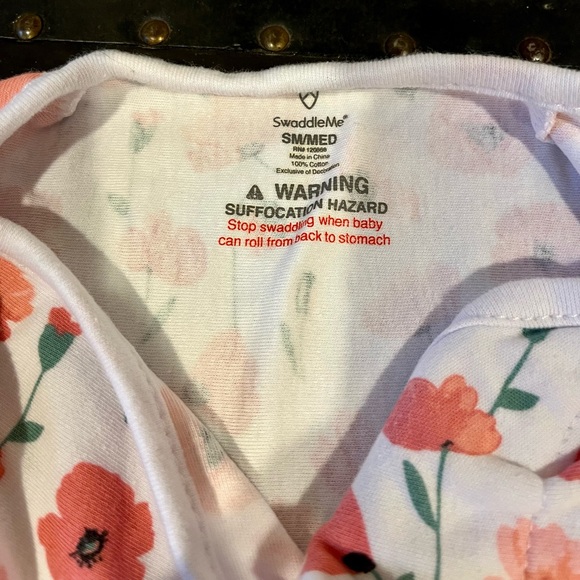 SwaddleMe®
SM/MED
RN# 120866
Made in China
100% Cotton
Exclusive of Decoration
WARNING
SUFFOCATION HAZARD
Stop swaddling when baby
can roll from back to stomach